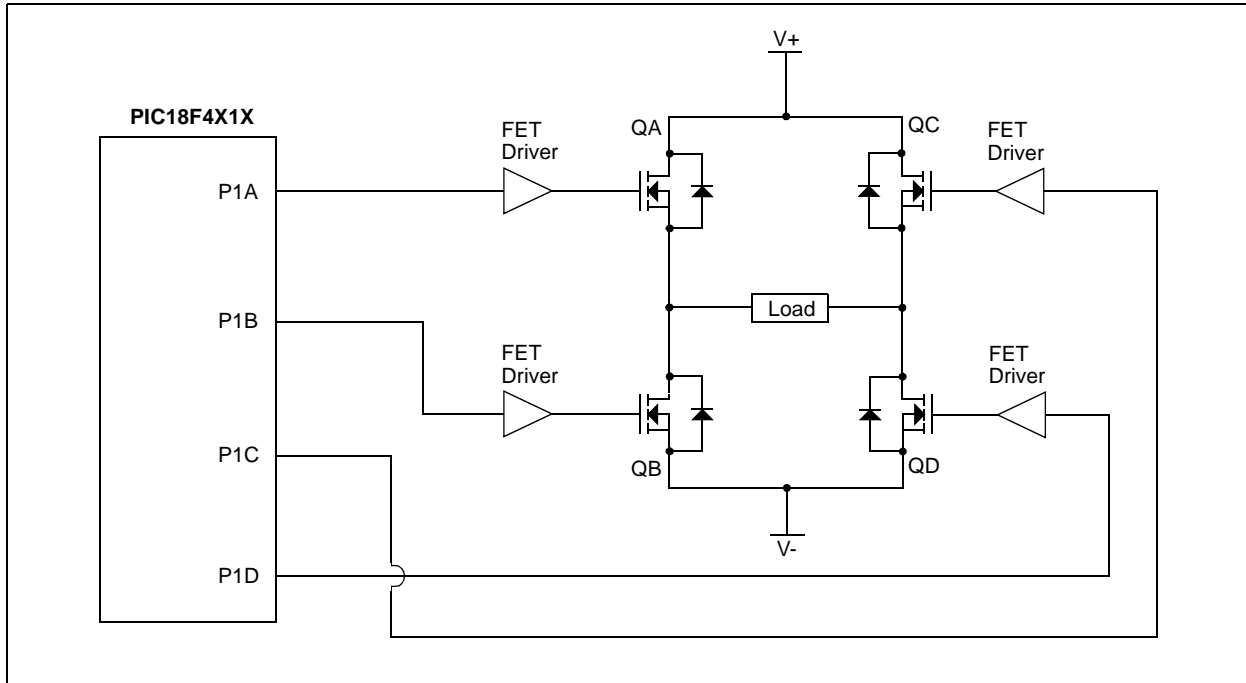 V+
PIC18F4X1X
FET
Driver
QA
QC
FET
Driver
P1A
P1B
Load
FET
Driver
FET
Driver
P1C
QB
QD
V-
P1D